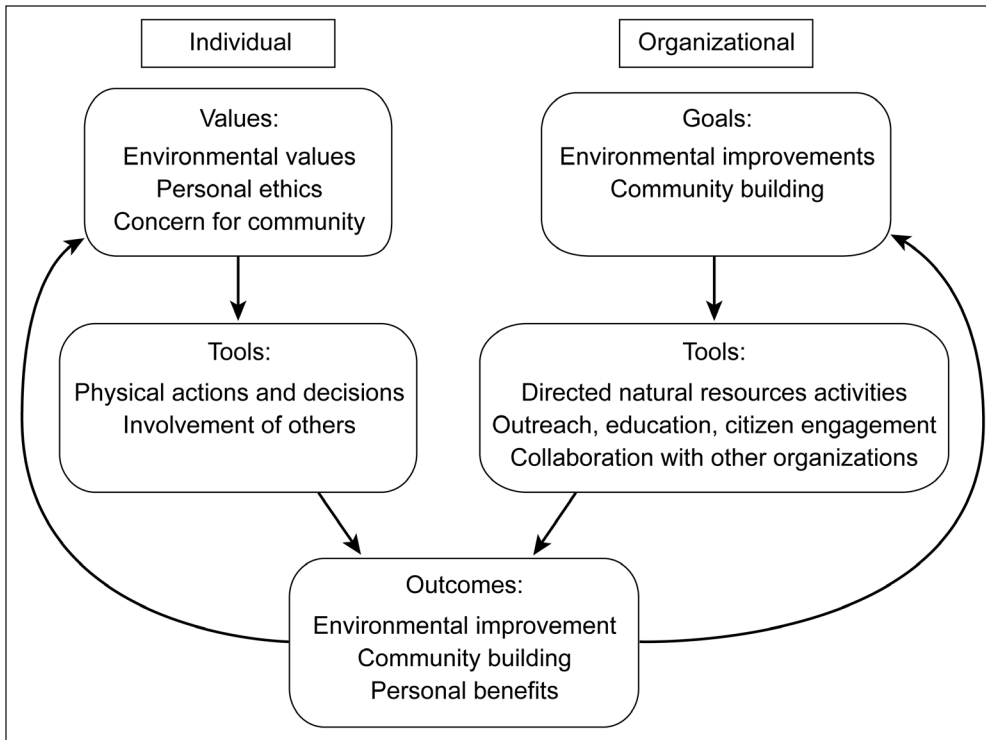 Individual
Organizational
Values:
Environmental values
Personal ethics
Concern for community
Goals:
Environmental improvements
Community building
Tools:
Physical actions and decisions
Involvement of others
Tools:
Directed natural resources activities
Outreach, education, citizen engagement
Collaboration with other organizations
Outcomes:
Environmental improvement
Community building
Personal benefits